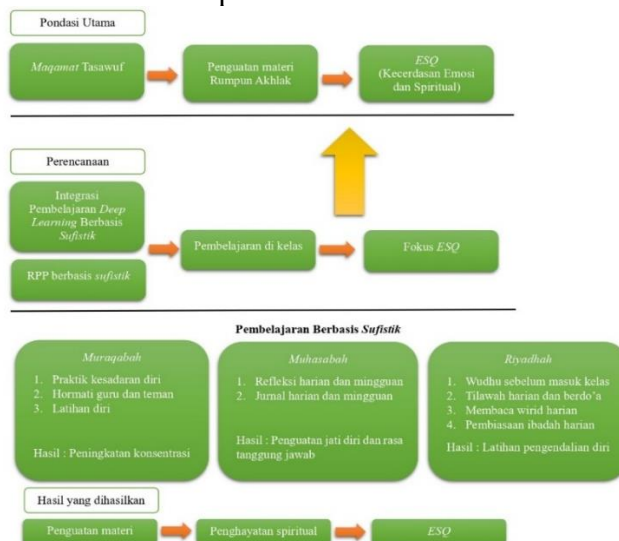 Pondasi Utama
Maqamat Tasawuf
Penguatan materi
Rumpun Akhlak
ESQ
(Kecerdasan Emosi
dan Spiritual)
Perencanaan
Integrasi
Pembelajaran Deep
Learning Berbasis
Sufistik
RPP berbasis sufistik
Pembelajaran di kelas
Fokus ESQ
Pembelajaran Berbasis Sufistik
Muraqabah
1. Praktik kesadaran diri
2. Hormati guru dan teman
3. Latihan diri
Hasil : Peningkatan konsentrasi
Muhasabah
1. Refleksi harian dan mingguan
2. Jurnal harian dan mingguan
Hasil : Penguatan jati diri dan rasa
tanggung jawab
Riyadhah
1. Wudhu sebelum masuk kelas
2. Tilawah harian dan berdo'a
3. Membaca wirid harian
4. Pembiasaan ibadah harian
Hasil : Latihan pengendalian diri
Hasil yang dihasilkan
Penguatan materi
Penghayatan spiritual
ESQ